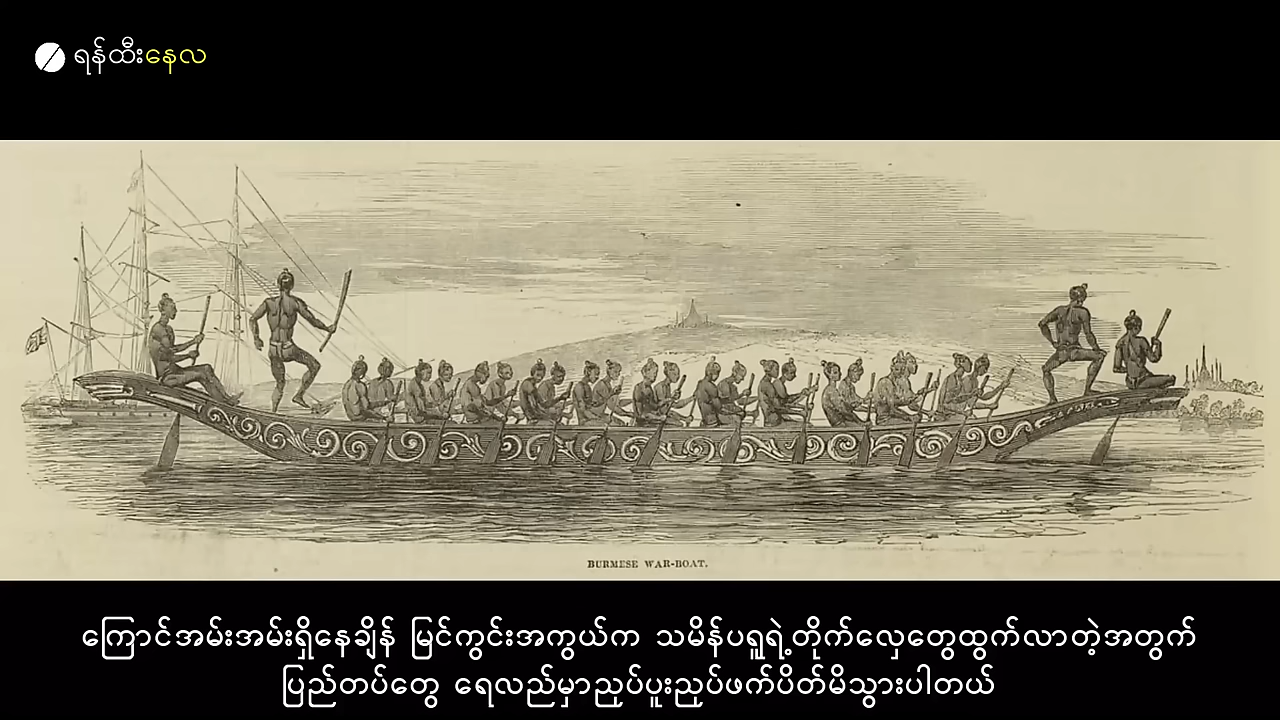 ရန်ထီးနေလ
BURMESE WAR-BOAT.
ကြောင်အမ်းအမ်းရှိနေချိန် မြင်ကွင်းအကွယ်က သမိန်ပရူရဲ့တိုက်လှေတွေထွက်လာတဲ့အတွက်
ပြည်တပ်တွေ ရေလည်မှာညှပ်ပူးညှပ်ဖက်ပိတ်မိသွားပါတယ်